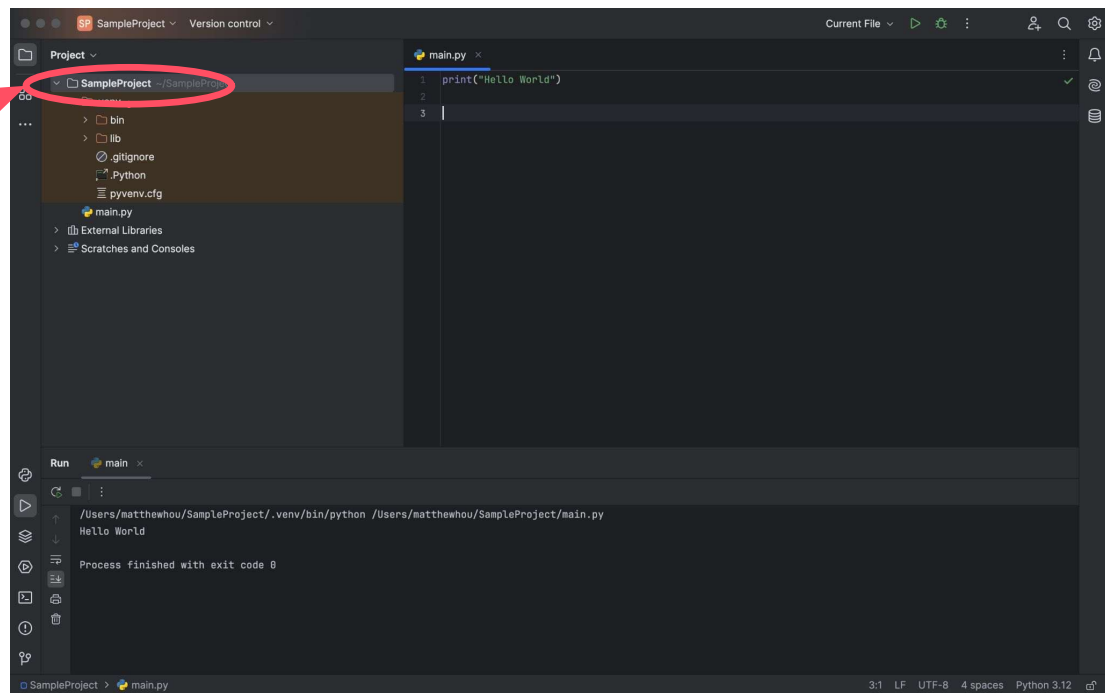 SP SampleProject Version control Current File
Project
main.py
SampleProject ~/SampleProject
bin
lib
.gitignore
.Python
pyvenv.cfg
main.py
External Libraries
Scratches and Consoles
1 print("Hello World")
2
3
Run main
/Users/matthewhou/SampleProject/.venv/bin/python /Users/matthewhou/SampleProject/main.py
Hello World
Process finished with exit code 0
SampleProject > main.py 3:1 LF UTF-8 4 spaces Python 3.12